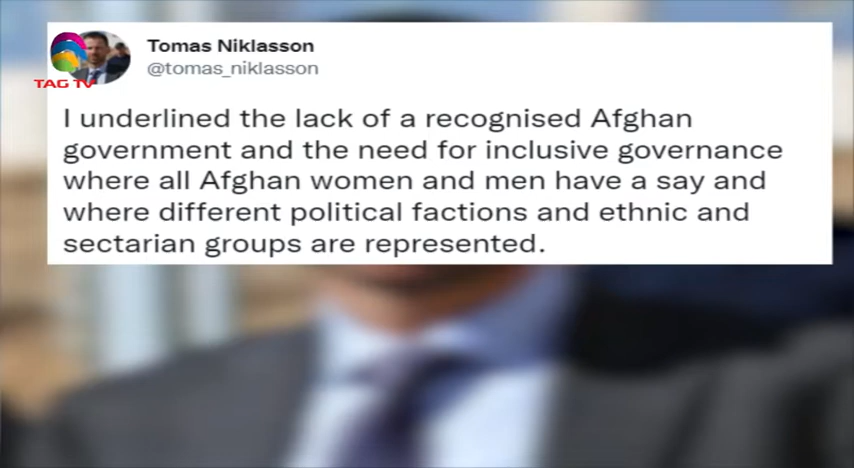 Tomas Niklasson
@tomas_niklasson
TAG TV
I underlined the lack of a recognised Afghan
government and the need for inclusive governance
where all Afghan women and men have a say and
where different political factions and ethnic and
sectarian groups are represented.